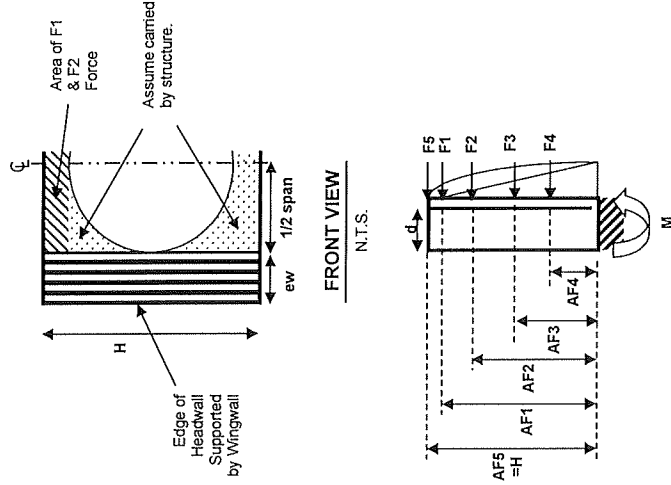 Area of F1
& F2
Force
Assume carried
by structure.
C
L
1/2 span
ew
H
Edge of
Headwall
Supported
by Wingwall
FRONT VIEW
N.T.S.
F5
F1
F2
F3
F4
d
AF4
AF3
AF2
AF1
AF5
=H
M